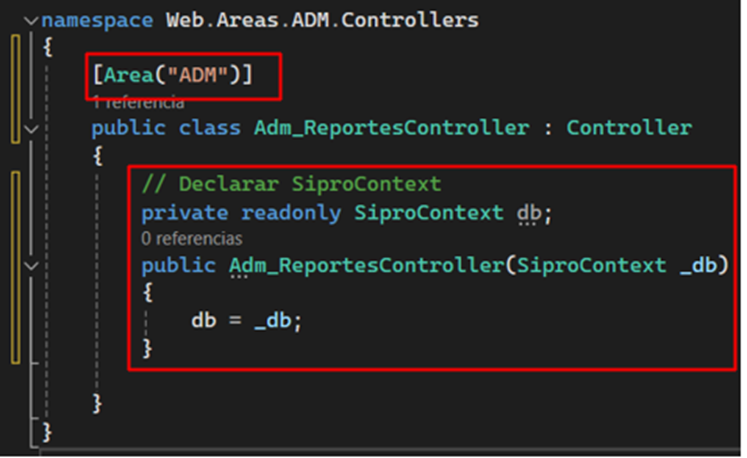 namespace Web.Areas.ADM.Controllers
{
[Area("ADM")]
1 referencia
public class Adm_ReportesController : Controller
{
// Declarar SiproContext
private readonly SiproContext db;
0 referencias
public Adm_ReportesController(SiproContext _db)
{
db = _db;
}
}
}